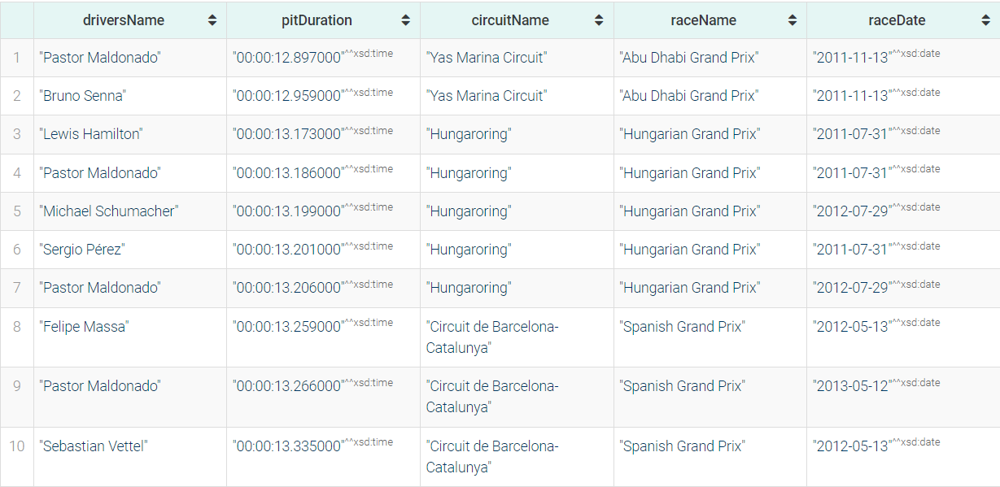 driversName pitDuration circuitName raceName raceDate
1 "Pastor Maldonado" "00:00:12.897000"^^xsd:time "Yas Marina Circuit" "Abu Dhabi Grand Prix" "2011-11-13"^^xsd:date
2 "Bruno Senna" "00:00:12.959000"^^xsd:time "Yas Marina Circuit" "Abu Dhabi Grand Prix" "2011-11-13"^^xsd:date
3 "Lewis Hamilton" "00:00:13.173000"^^xsd:time "Hungaroring" "Hungarian Grand Prix" "2011-07-31"^^xsd:date
4 "Pastor Maldonado" "00:00:13.186000"^^xsd:time "Hungaroring" "Hungarian Grand Prix" "2011-07-31"^^xsd:date
5 "Michael Schumacher" "00:00:13.199000"^^xsd:time "Hungaroring" "Hungarian Grand Prix" "2012-07-29"^^xsd:date
6 "Sergio Pérez" "00:00:13.201000"^^xsd:time "Hungaroring" "Hungarian Grand Prix" "2011-07-31"^^xsd:date
7 "Pastor Maldonado" "00:00:13.206000"^^xsd:time "Hungaroring" "Hungarian Grand Prix" "2012-07-29"^^xsd:date
8 "Felipe Massa" "00:00:13.259000"^^xsd:time "Circuit de Barcelona- "Spanish Grand Prix" "2012-05-13"^^xsd:date
Catalunya"
9 "Pastor Maldonado" "00:00:13.266000"^^xsd:time "Circuit de Barcelona- "Spanish Grand Prix" "2013-05-12"^^xsd:date
Catalunya"
10 "Sebastian Vettel" "00:00:13.335000"^^xsd:time "Circuit de Barcelona- "Spanish Grand Prix" "2012-05-13"^^xsd:date
Catalunya"